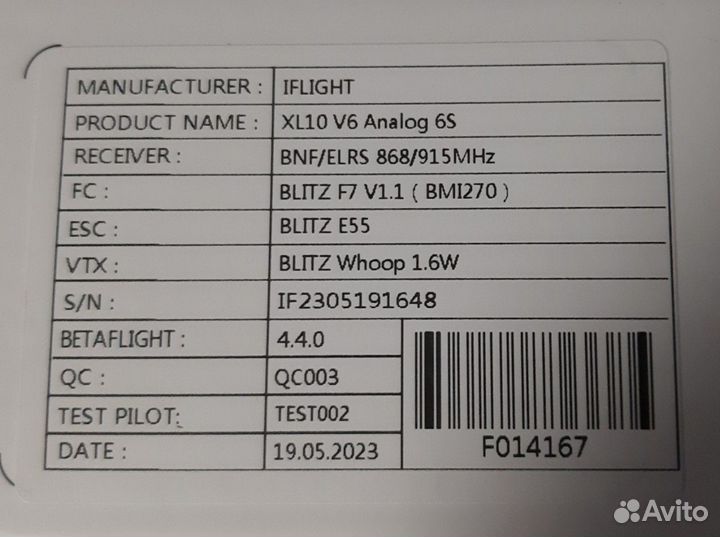 MANUFACTURER : IFLIGHT
PRODUCT NAME : XL10 V6 Analog 6S
RECEIVER : BNF/ELRS 868/915MHz
FC : BLITZ F7 V1.1 ( BMI270 )
ESC : BLITZ E55
VTX : BLITZ Whoop 1.6W
S/N : IF2305191648
BETAFLIGHT : 4.4.0
QC : QC003
TEST PILOT: TEST002
DATE : 19.05.2023
F014167
Avito